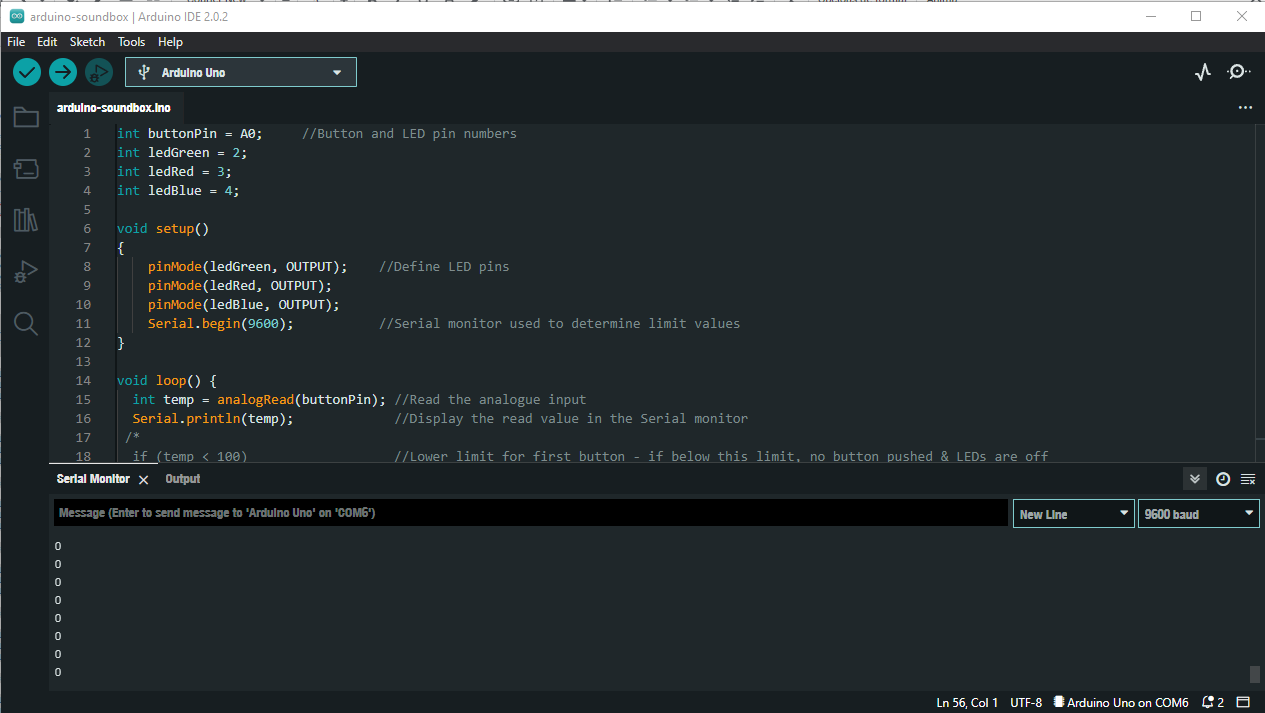 arduino-soundbox | Arduino IDE 2.0.2
File Edit Sketch Tools Help
Arduino Uno
arduino-soundbox.ino
1 int buttonPin = A0; //Button and LED pin numbers
2 int ledGreen = 2;
3 int ledRed = 3;
4 int ledBlue = 4;
5
6 void setup()
7 {
8 pinMode(ledGreen, OUTPUT); //Define LED pins
9 pinMode(ledRed, OUTPUT);
10 pinMode(ledBlue, OUTPUT);
11 Serial.begin(9600); //Serial monitor used to determine limit values
12 }
13
14 void loop() {
15 int temp = analogRead(buttonPin); //Read the analogue input
16 Serial.println(temp); //Display the read value in the Serial monitor
17 /*
18 if (temp < 100) //Lower limit for first button - if below this limit, no button pushed & LEDs are off
Serial Monitor Output
Message (Enter to send message to 'Arduino Uno' on 'COM6')
New Line
9600 baud
0
0
0
0
0
0
0
0
Ln 56, Col 1 UTF-8 Arduino Uno on COM6 2